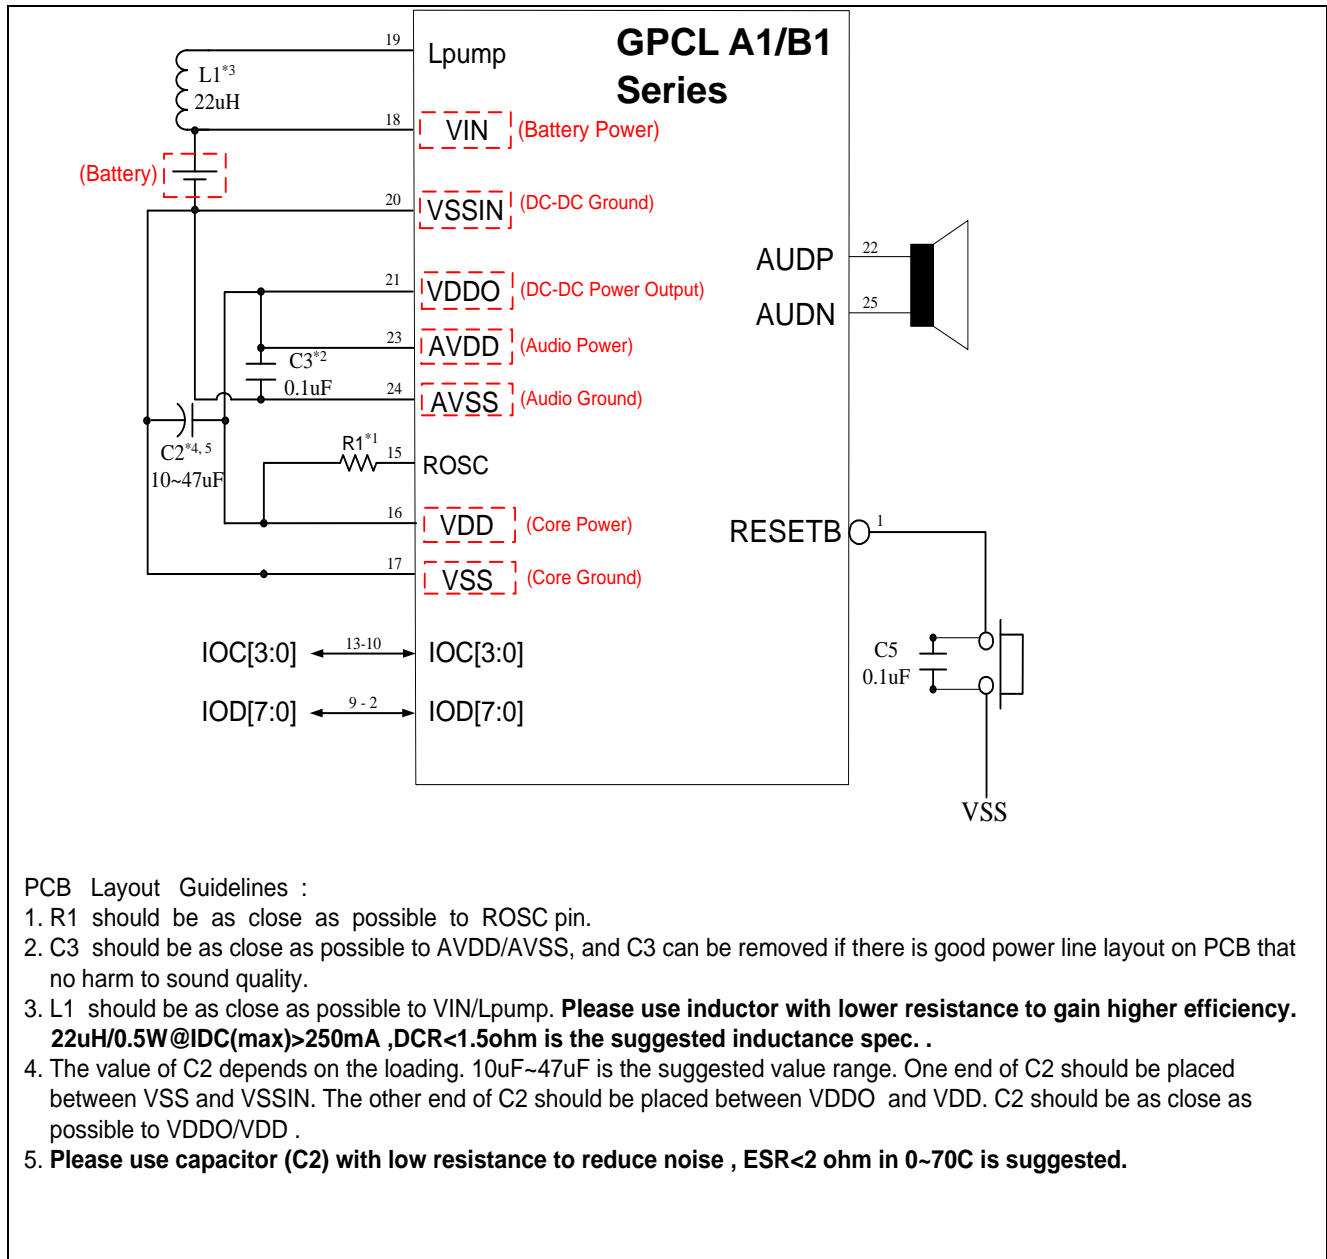 GPCL A1/B1
Series
19
Lpump
L1*3
22uH
18
VIN
(Battery Power)
(Battery)
20
VSSIN
(DC-DC Ground)
AUDP
22
21
VDDO
(DC-DC Power Output)
AUDN
25
23
AVDD
(Audio Power)
C3*2
0.1uF
24
AVSS
(Audio Ground)
C2*4, 5
10~47uF
R1*1
15
ROSC
16
VDD
(Core Power)
RESETB
1
17
VSS
(Core Ground)
IOC[3:0]
13-10
IOC[3:0]
C5
0.1uF
IOD[7:0]
9 - 2
IOD[7:0]
VSS
PCB Layout Guidelines :
1. R1 should be as close as possible to ROSC pin.
2. C3 should be as close as possible to AVDD/AVSS, and C3 can be removed if there is good power line layout on PCB that
no harm to sound quality.
3. L1 should be as close as possible to VIN/Lpump. Please use inductor with lower resistance to gain higher efficiency.
22uH/0.5W@IDC(max)>250mA ,DCR<1.5ohm is the suggested inductance spec. .
4. The value of C2 depends on the loading. 10uF~47uF is the suggested value range. One end of C2 should be placed
between VSS and VSSIN. The other end of C2 should be placed between VDDO and VDD. C2 should be as close as
possible to VDDO/VDD .
5. Please use capacitor (C2) with low resistance to reduce noise , ESR<2 ohm in 0~70C is suggested.